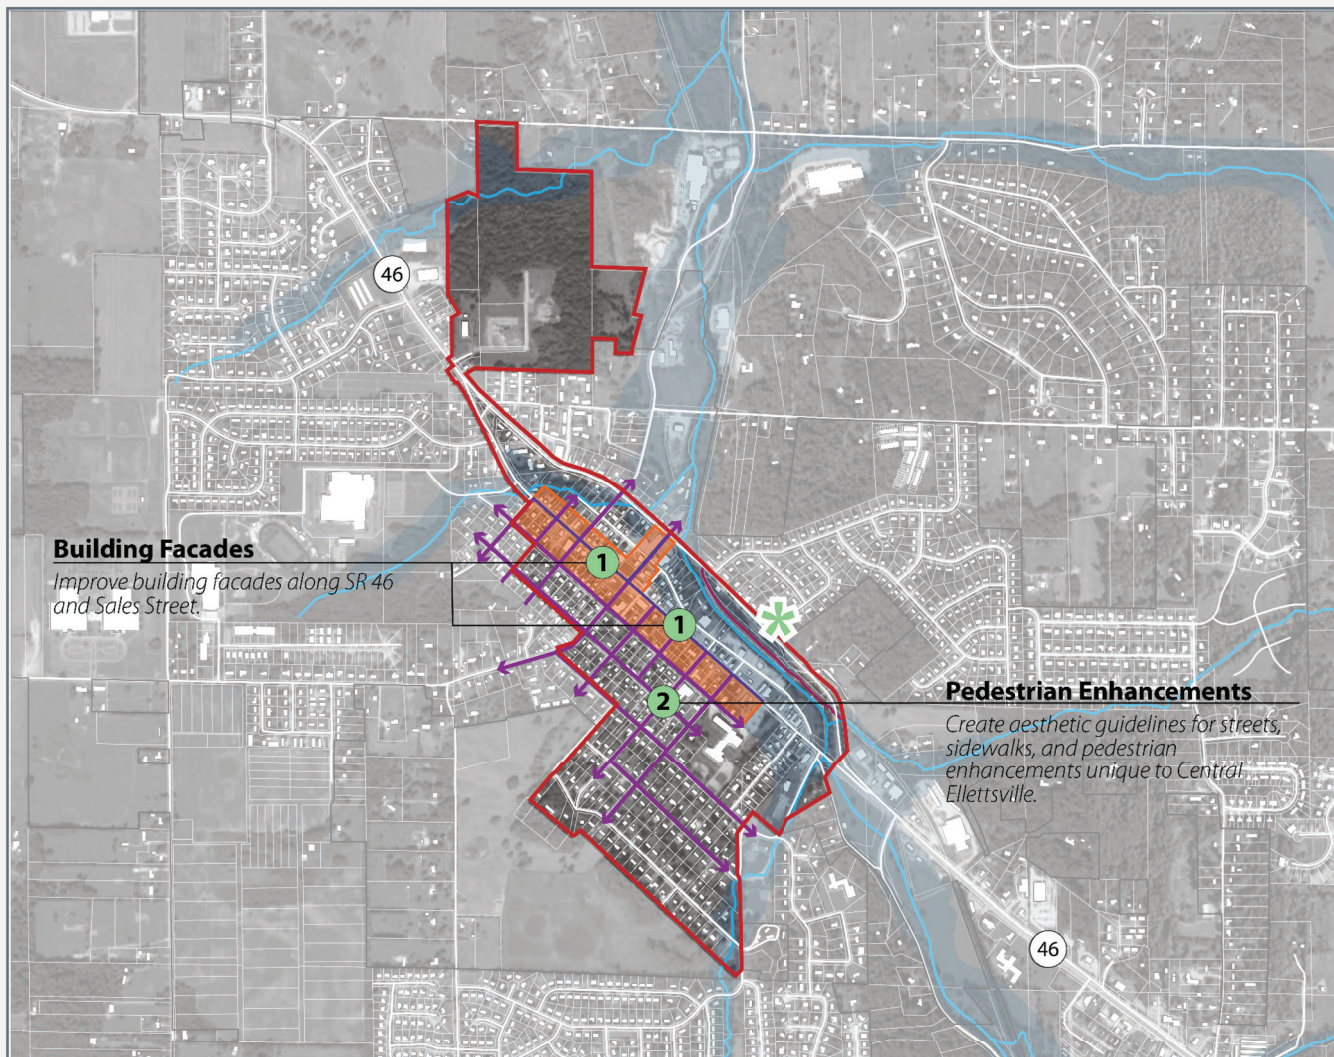 46
Building Facades
Improve building facades along SR 46
and Sales Street.
1
1
2
Pedestrian Enhancements
Create aesthetic guidelines for streets,
sidewalks, and pedestrian
enhancements unique to Central
Ellettsville.
46